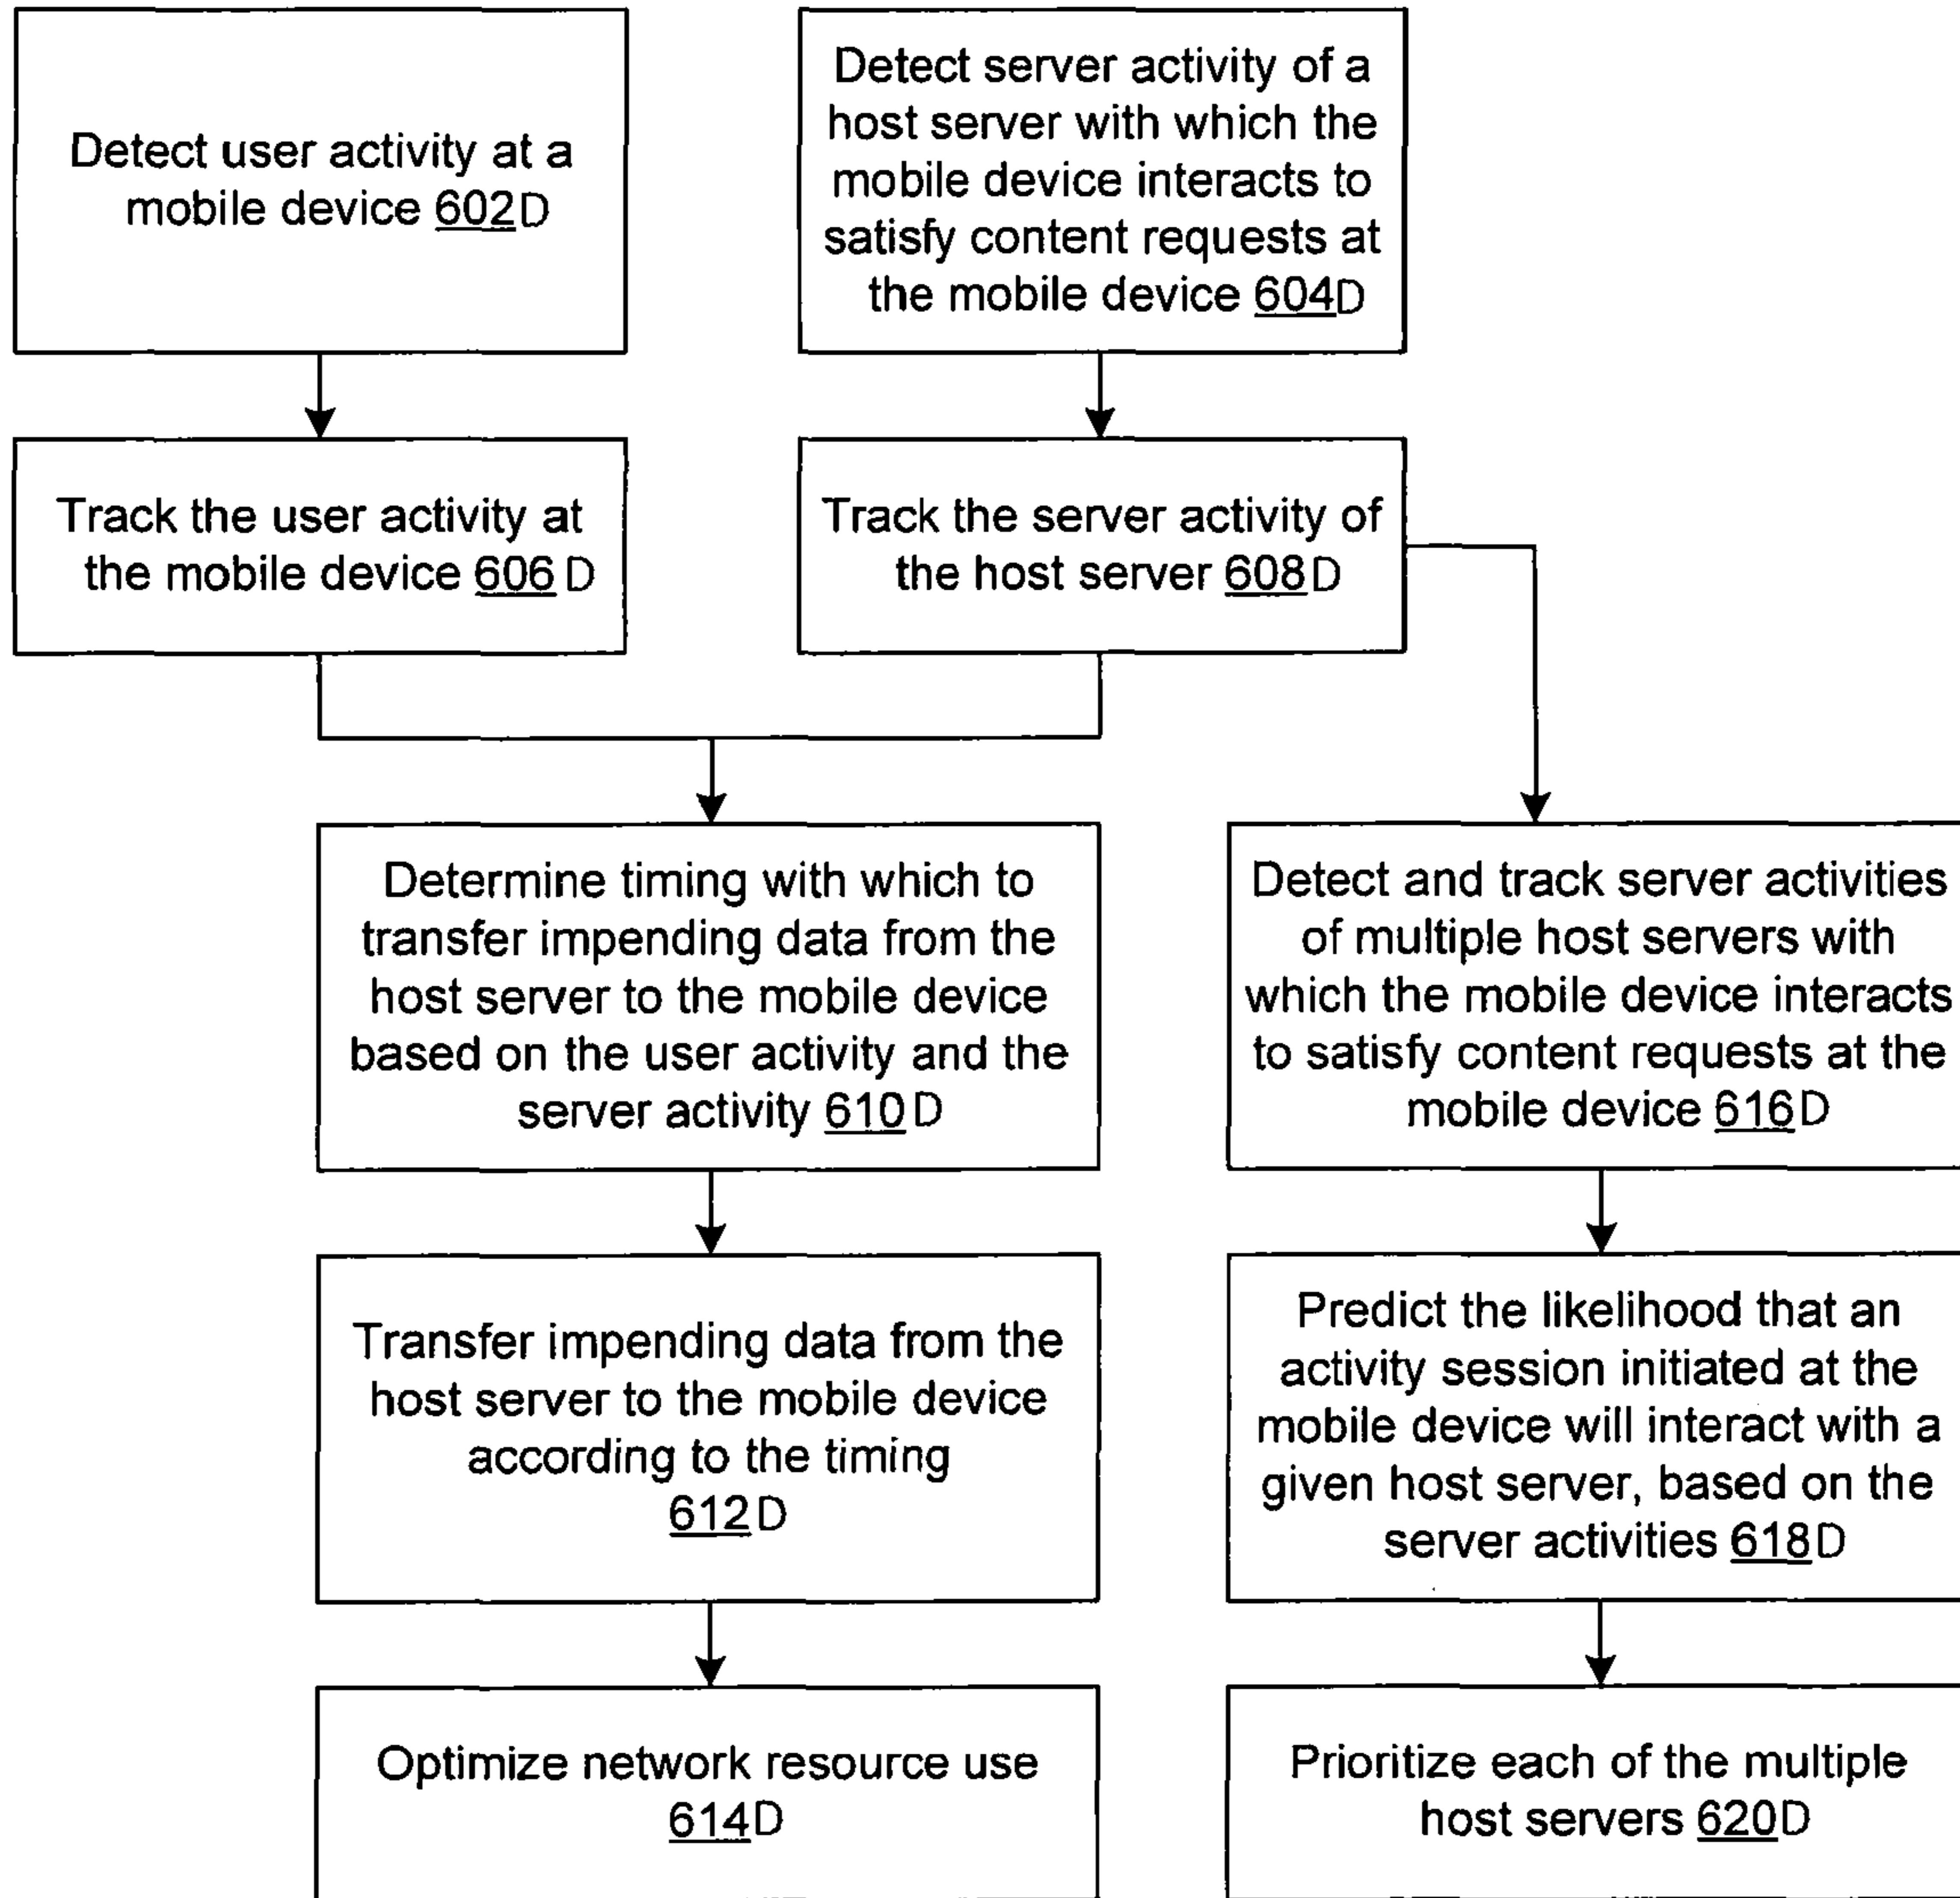 Detect user activity at a
mobile device 602D
Detect server activity of a
host server with which the
mobile device interacts to
satisfy content requests at
the mobile device 604D
Track the user activity at
the mobile device 606 D
Track the server activity of
the host server 608D
Determine timing with which to
transfer impending data from the
host server to the mobile device
based on the user activity and the
server activity 610 D
Detect and track server activities
of multiple host servers with
which the mobile device interacts
to satisfy content requests at the
mobile device 616D
Transfer impending data from the
host server to the mobile device
according to the timing
612D
Predict the likelihood that an
activity session initiated at the
mobile device will interact with a
given host server, based on the
server activities 618D
Optimize network resource use
614D
Prioritize each of the multiple
host servers 620D